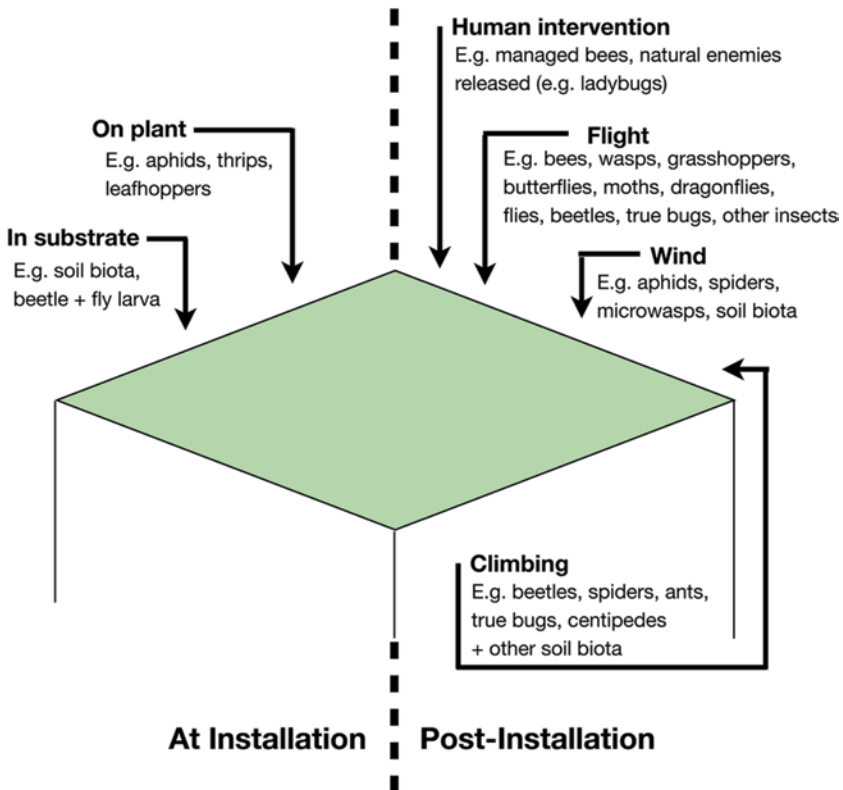 Human intervention
E.g. managed bees, natural enemies
released (e.g. ladybugs)
On plant
E.g. aphids, thrips,
leafhoppers
Flight
E.g. bees, wasps, grasshoppers,
butterflies, moths, dragonflies,
flies, beetles, true bugs, other insects
In substrate
E.g. soil biota,
beetle + fly larva
Wind
E.g. aphids, spiders,
microwasps, soil biota
Climbing
E.g. beetles, spiders, ants,
true bugs, centipedes
+ other soil biota
At Installation
Post-Installation